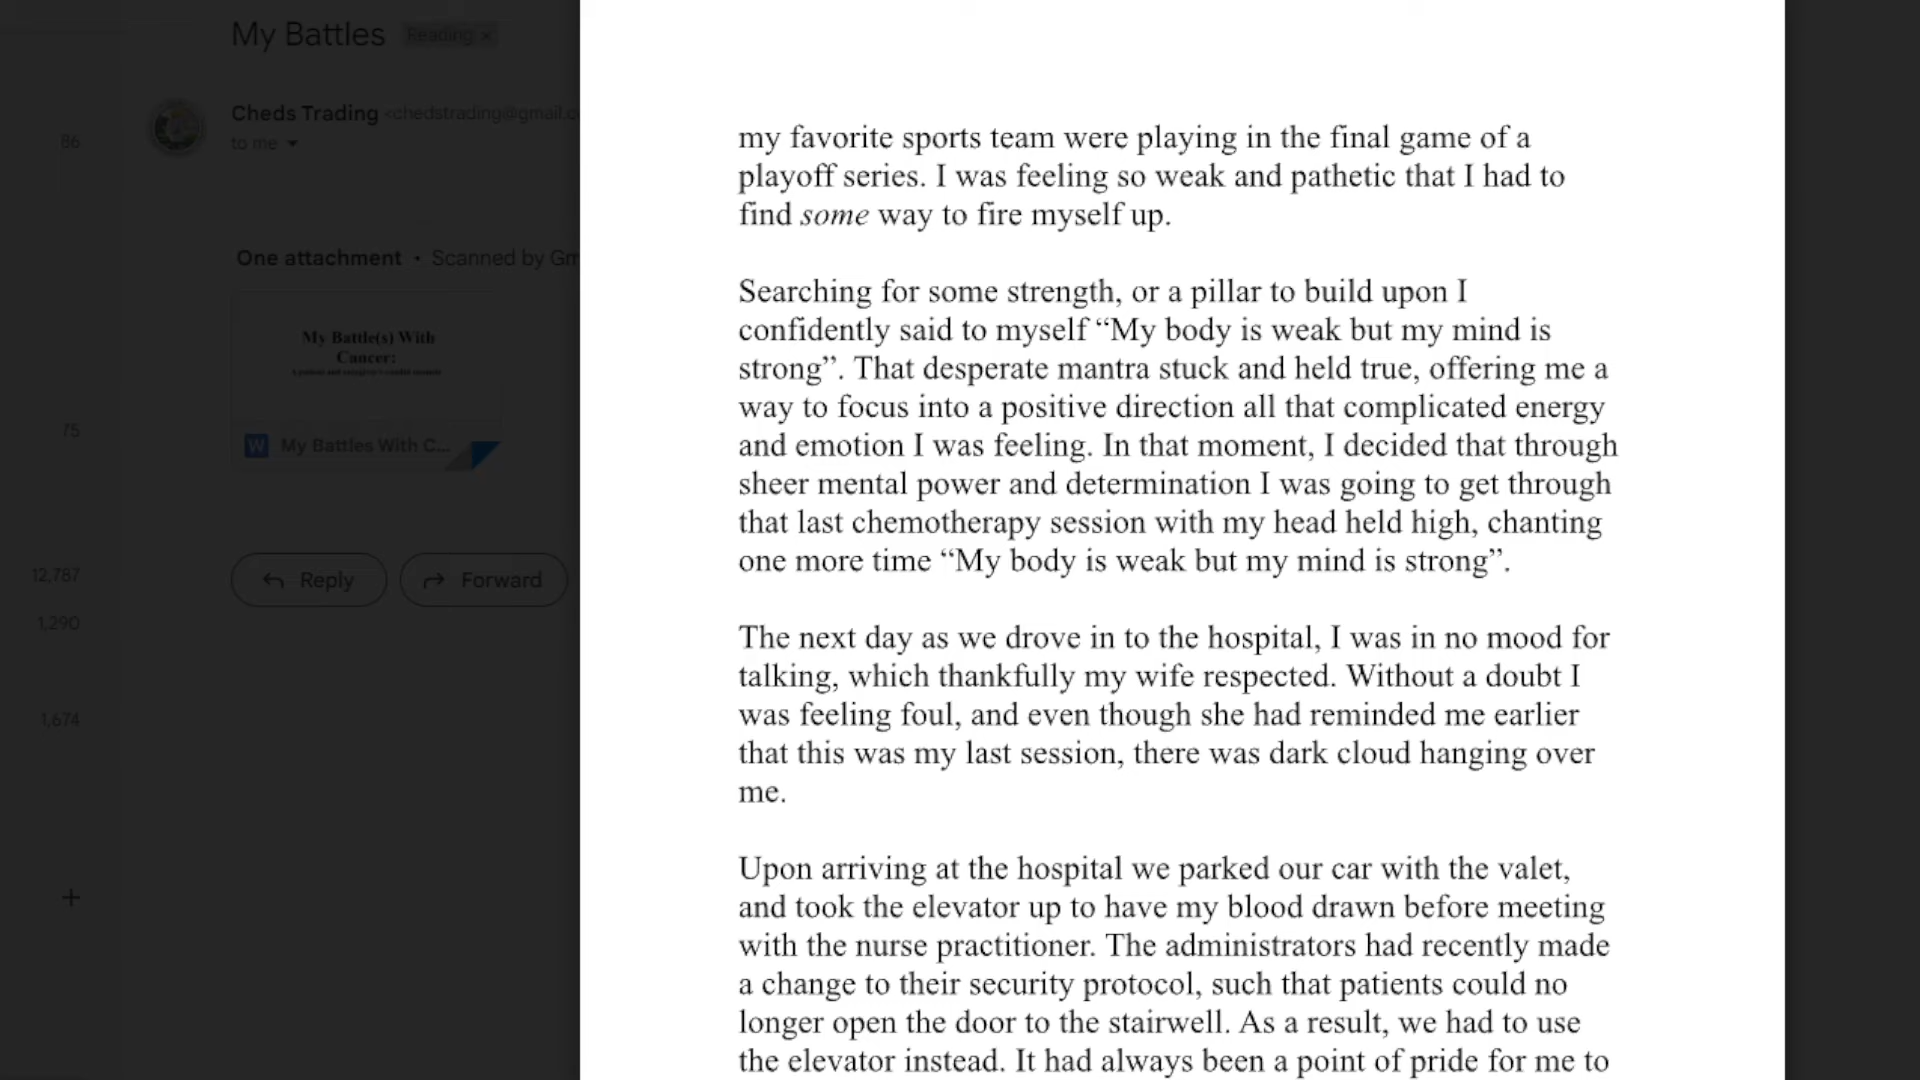 My Battles
Reading ×
Cheds Trading <chedstrading@gmail.c
to me
86
One attachment • Scanned by Gm
My Battle(s) With
Cancer:
W My Battles With C...
75
12,787
1,290
1,674
Reply
Forward
+
my favorite sports team were playing in the final game of a
playoff series. I was feeling so weak and pathetic that I had to
find some way to fire myself up.
Searching for some strength, or a pillar to build upon I
confidently said to myself “My body is weak but my mind is
strong”. That desperate mantra stuck and held true, offering me a
way to focus into a positive direction all that complicated energy
and emotion I was feeling. In that moment, I decided that through
sheer mental power and determination I was going to get through
that last chemotherapy session with my head held high, chanting
one more time “My body is weak but my mind is strong”.
The next day as we drove in to the hospital, I was in no mood for
talking, which thankfully my wife respected. Without a doubt I
was feeling foul, and even though she had reminded me earlier
that this was my last session, there was dark cloud hanging over
me.
Upon arriving at the hospital we parked our car with the valet,
and took the elevator up to have my blood drawn before meeting
with the nurse practitioner. The administrators had recently made
a change to their security protocol, such that patients could no
longer open the door to the stairwell. As a result, we had to use
the elevator instead. It had always been a point of pride for me to